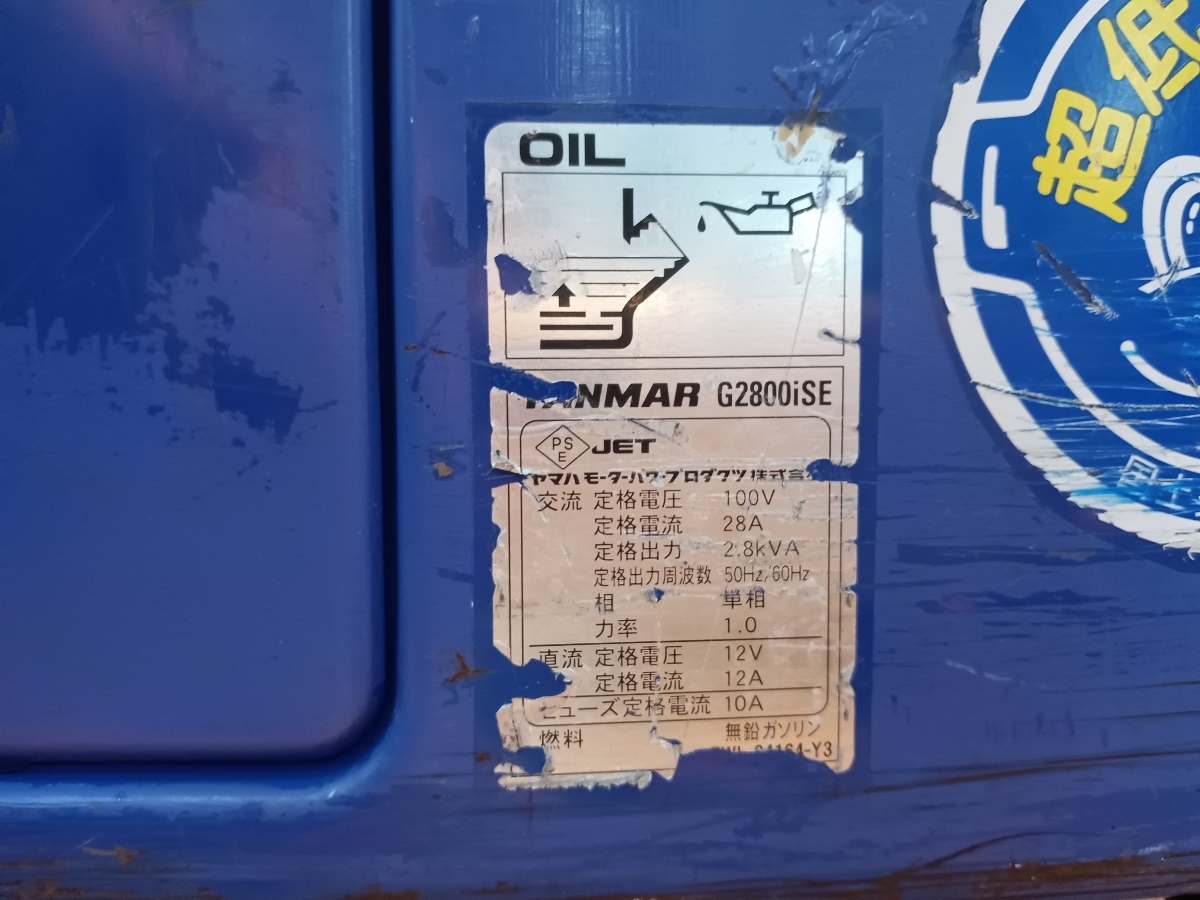 OIL
YANMAR G2800iSE
PS
E
JET
ヤマハ モーターパワープロダクツ株式会
交流 定格電圧 100V
定格電流 28A
定格出力 2.8kVA
定格出力周波数 50Hz/60Hz
相 単相
力率 1.0
直流 定格電圧 12V
定格電流 12A
ヒューズ定格電流 10A
燃料 無鉛ガソリン
超低